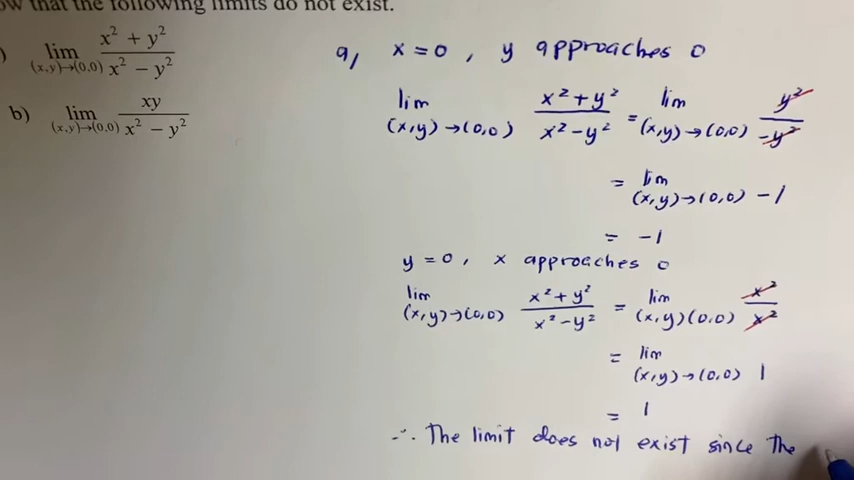 ow that the following limits do not exist.
) lim (x,y)→(0,0) x² + y² / x² − y²
b) lim (x,y)→(0,0) xy / x² − y²
a, x = 0 , y approaches 0
lim (x,y) → (0,0) x² + y² / x² − y² = lim (x,y) → (0,0) y² / −y²
= lim (x,y) → (0,0) −1
= −1
y = 0 , x approaches 0
lim (x,y) → (0,0) x² + y² / x² − y² = lim (x,y) (0,0) x² / x²
= lim (x,y) → (0,0) 1
= 1
∴ The limit does not exist since the